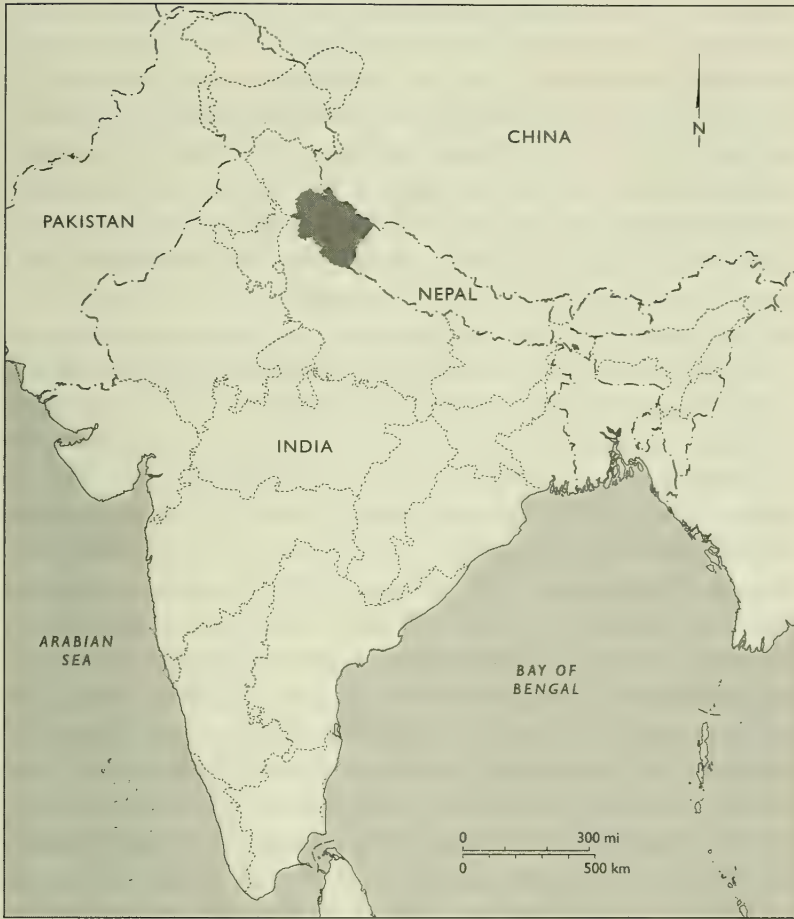 CHINA
N
PAKISTAN
NEPAL
INDIA
ARABIAN
SEA
BAY OF
BENGAL
0 300 mi
0 500 km